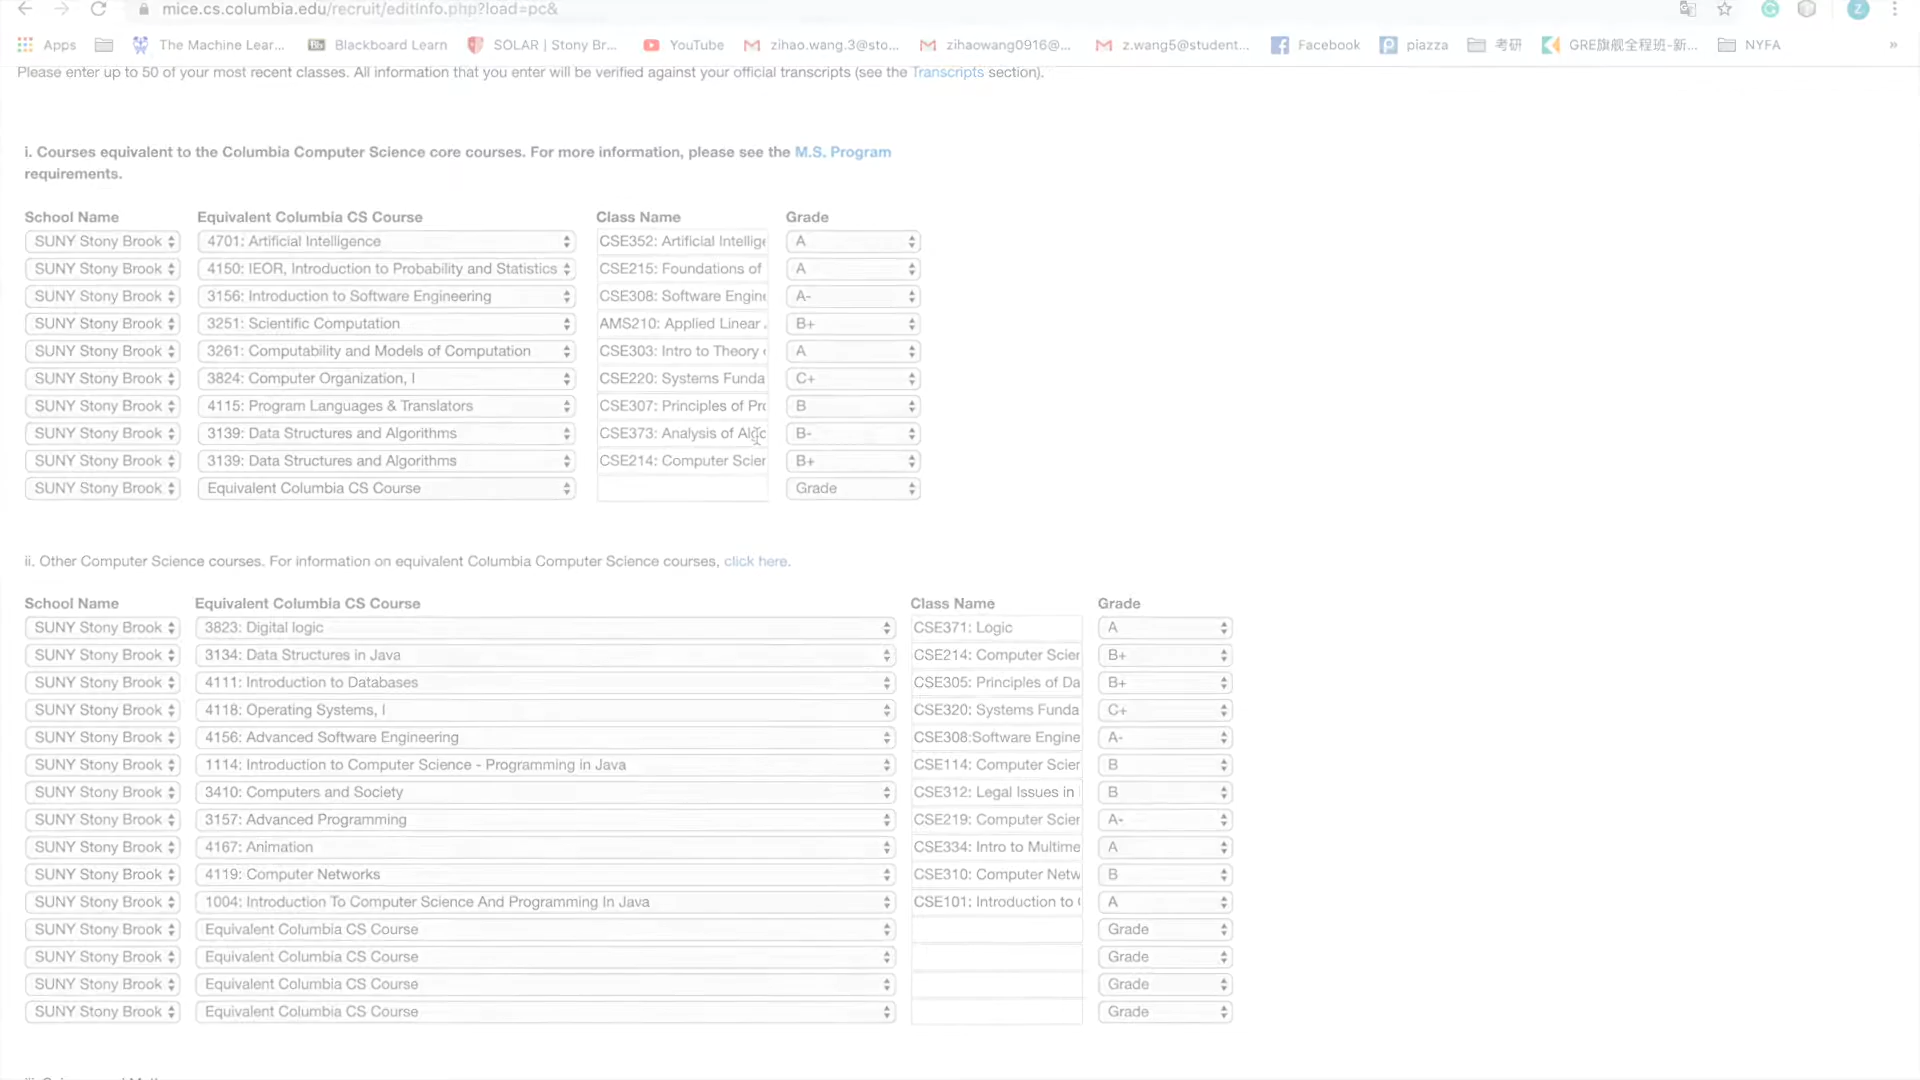 mice.cs.columbia.edu/recruit/editInfo.php?load=pc&
Apps The Machine Lear... Bb Blackboard Learn SOLAR | Stony Br... YouTube zihao.wang.3@sto... zihaowang0916@... z.wang5@student... Facebook piazza 考研 GRE旗舰全程班-新... NYFA »
Please enter up to 50 of your most recent classes. All information that you enter will be verified against your official transcripts (see the Transcripts section).
i. Courses equivalent to the Columbia Computer Science core courses. For more information, please see the M.S. Program
requirements.
School Name Equivalent Columbia CS Course Class Name Grade
SUNY Stony Brook 4701: Artificial Intelligence CSE352: Artificial Intellige A
SUNY Stony Brook 4150: IEOR, Introduction to Probability and Statistics CSE215: Foundations of A
SUNY Stony Brook 3156: Introduction to Software Engineering CSE308: Software Engine A-
SUNY Stony Brook 3251: Scientific Computation AMS210: Applied Linear B+
SUNY Stony Brook 3261: Computability and Models of Computation CSE303: Intro to Theory A
SUNY Stony Brook 3824: Computer Organization, I CSE220: Systems Funda C+
SUNY Stony Brook 4115: Program Languages & Translators CSE307: Principles of Pro B
SUNY Stony Brook 3139: Data Structures and Algorithms CSE373: Analysis of Algo B-
SUNY Stony Brook 3139: Data Structures and Algorithms CSE214: Computer Scier B+
SUNY Stony Brook Equivalent Columbia CS Course Grade
ii. Other Computer Science courses. For information on equivalent Columbia Computer Science courses, click here.
School Name Equivalent Columbia CS Course Class Name Grade
SUNY Stony Brook 3823: Digital logic CSE371: Logic A
SUNY Stony Brook 3134: Data Structures in Java CSE214: Computer Scier B+
SUNY Stony Brook 4111: Introduction to Databases CSE305: Principles of Da B+
SUNY Stony Brook 4118: Operating Systems, I CSE320: Systems Funda C+
SUNY Stony Brook 4156: Advanced Software Engineering CSE308:Software Engine A-
SUNY Stony Brook 1114: Introduction to Computer Science - Programming in Java CSE114: Computer Scier B
SUNY Stony Brook 3410: Computers and Society CSE312: Legal Issues in B
SUNY Stony Brook 3157: Advanced Programming CSE219: Computer Scier A-
SUNY Stony Brook 4167: Animation CSE334: Intro to Multime A
SUNY Stony Brook 4119: Computer Networks CSE310: Computer Netw B
SUNY Stony Brook 1004: Introduction To Computer Science And Programming In Java CSE101: Introduction to A
SUNY Stony Brook Equivalent Columbia CS Course Grade
SUNY Stony Brook Equivalent Columbia CS Course Grade
SUNY Stony Brook Equivalent Columbia CS Course Grade
SUNY Stony Brook Equivalent Columbia CS Course Grade